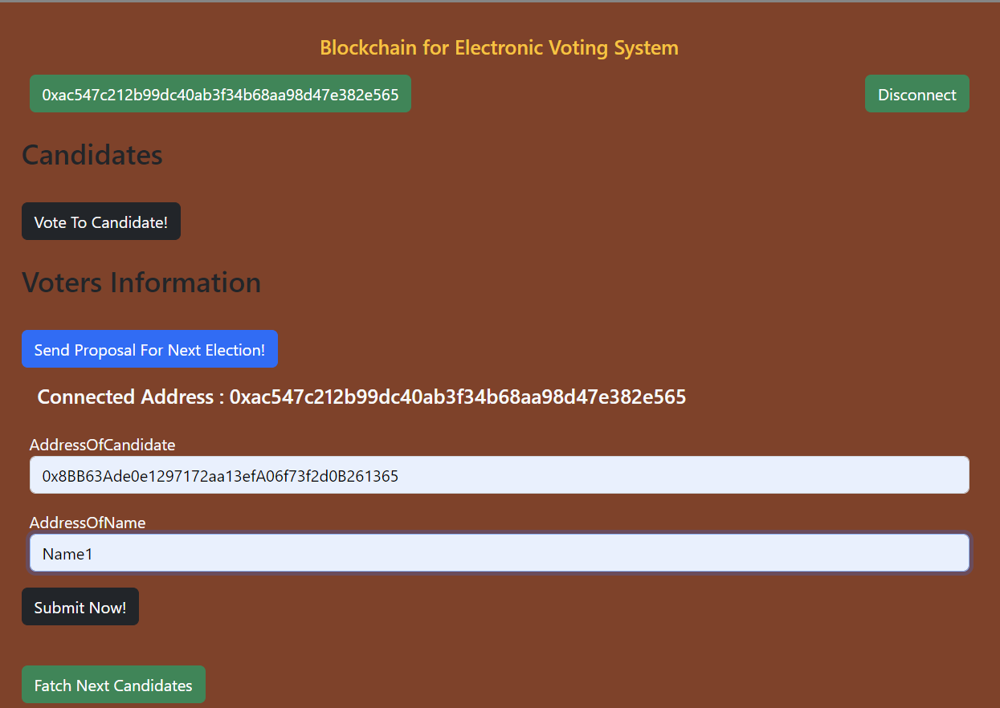 Blockchain for Electronic Voting System
0xac547c212b99dc40ab3f34b68aa98d47e382e565
Disconnect
Candidates
Vote To Candidate!
Voters Information
Send Proposal For Next Election!
Connected Address : 0xac547c212b99dc40ab3f34b68aa98d47e382e565
AddressOfCandidate
0x8BB63Ade0e1297172aa13efA06f73f2d0B261365
AddressOfName
Name1
Submit Now!
Fatch Next Candidates